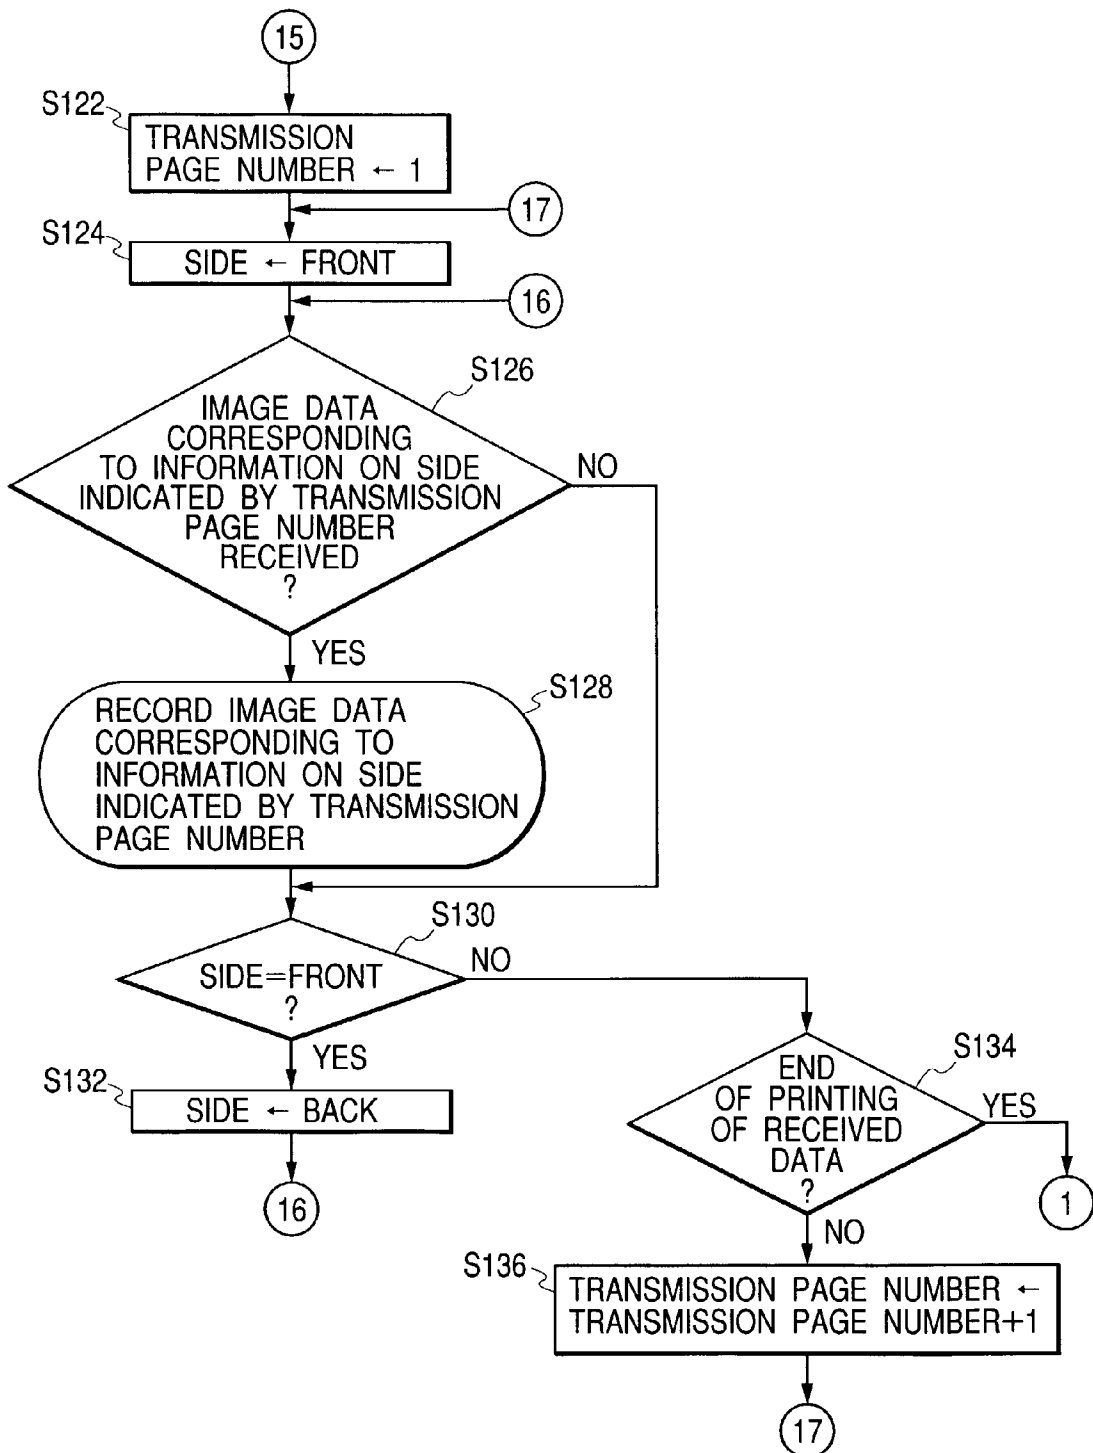 15
S122
TRANSMISSION
PAGE NUMBER ← 1
17
S124
SIDE ← FRONT
16
S126
IMAGE DATA
CORRESPONDING
TO INFORMATION ON SIDE
INDICATED BY TRANSMISSION
PAGE NUMBER
RECEIVED
?
NO
YES
S128
RECORD IMAGE DATA
CORRESPONDING TO
INFORMATION ON SIDE
INDICATED BY TRANSMISSION
PAGE NUMBER
S130
SIDE=FRONT
?
NO
YES
S132
SIDE ← BACK
16
S134
END
OF PRINTING
OF RECEIVED
DATA
?
YES
1
NO
S136
TRANSMISSION PAGE NUMBER ←
TRANSMISSION PAGE NUMBER+1
17